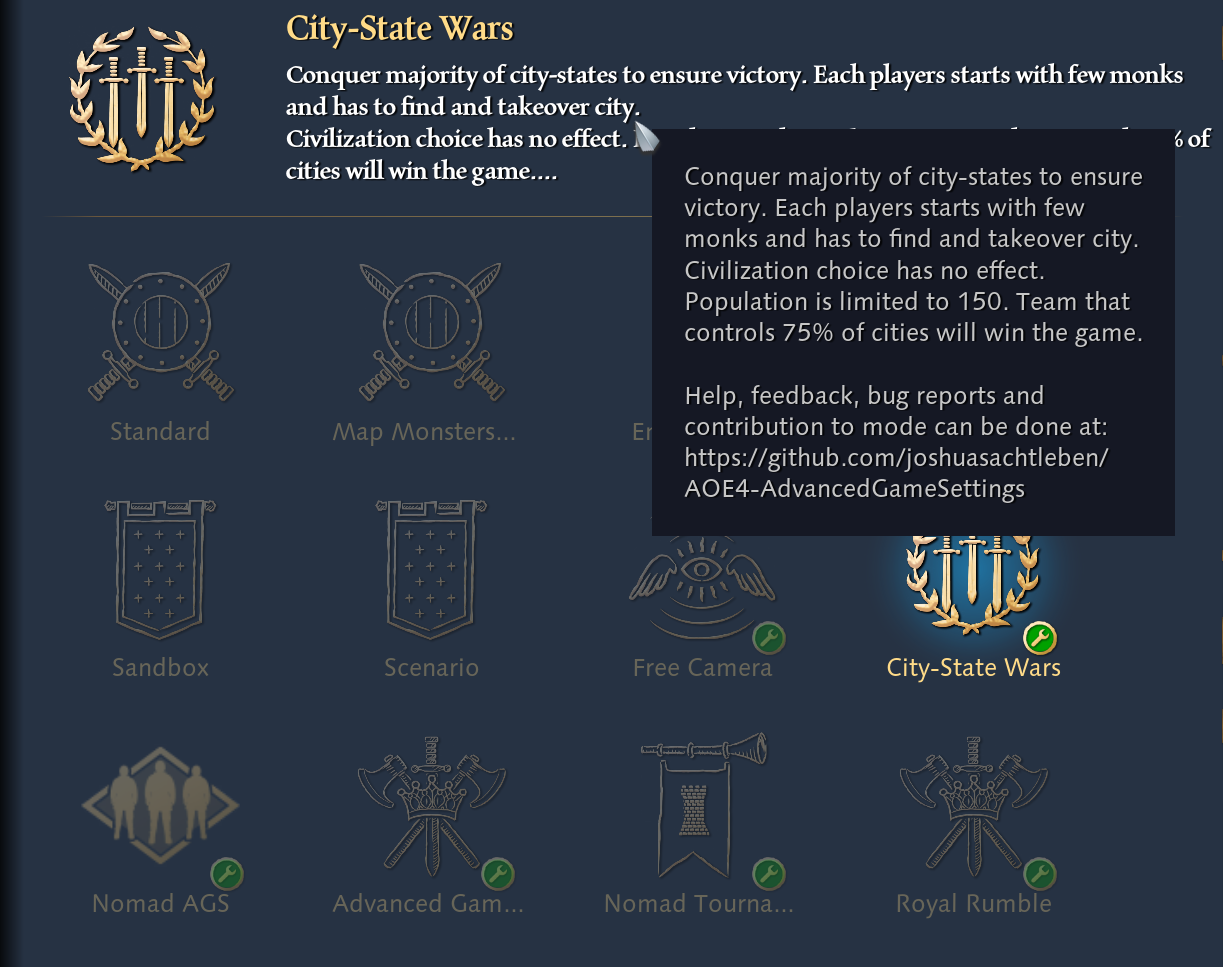 City-State Wars
Conquer majority of city-states to ensure victory. Each players starts with few monks
and has to find and takeover city.
Civilization choice has no effect. % of
cities will win the game....
Conquer majority of city-states to ensure
victory. Each players starts with few
monks and has to find and takeover city.
Civilization choice has no effect.
Population is limited to 150. Team that
controls 75% of cities will win the game.
Help, feedback, bug reports and
contribution to mode can be done at:
https://github.com/joshuasachtleben/
AOE4-AdvancedGameSettings
Standard
Map Monsters...
Sandbox
Scenario
Free Camera
City-State Wars
Nomad AGS
Advanced Gam...
Nomad Tourna...
Royal Rumble